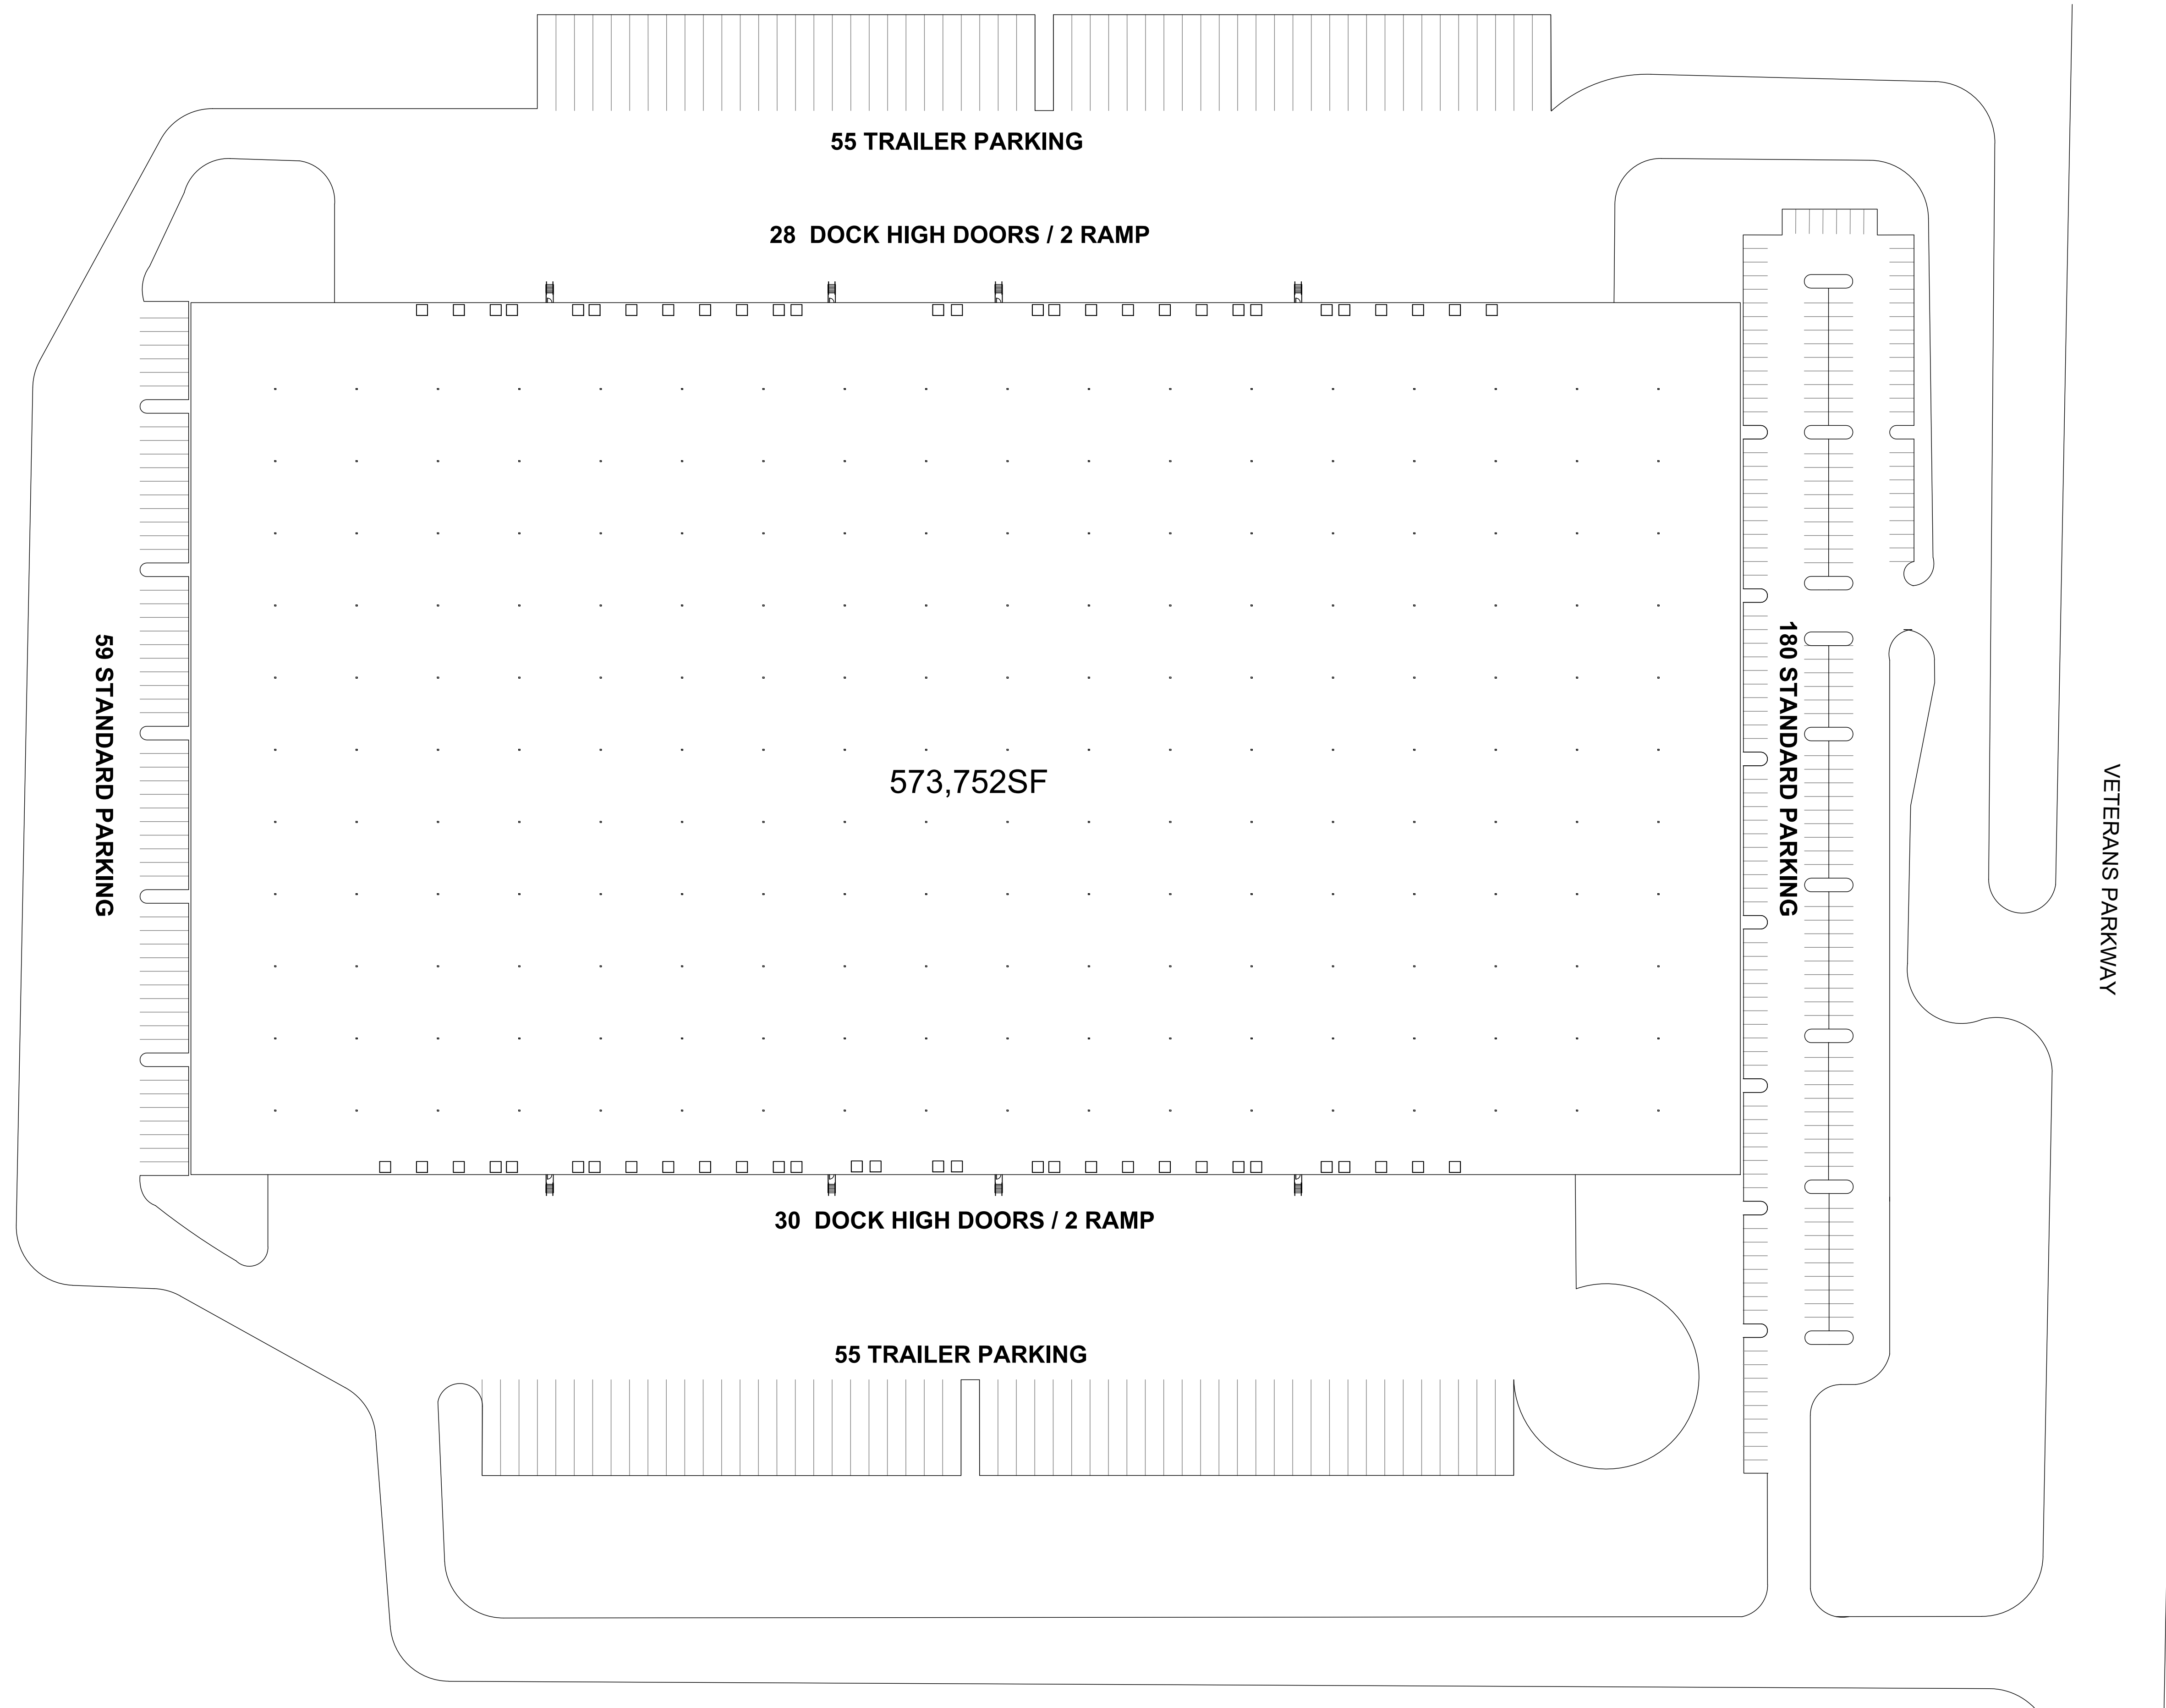 55 TRAILER PARKING
28 DOCK HIGH DOORS / 2 RAMP
59 STANDARD PARKING
573,752SF
180 STANDARD PARKING
VETERANS PARKWAY
30 DOCK HIGH DOORS / 2 RAMP
55 TRAILER PARKING